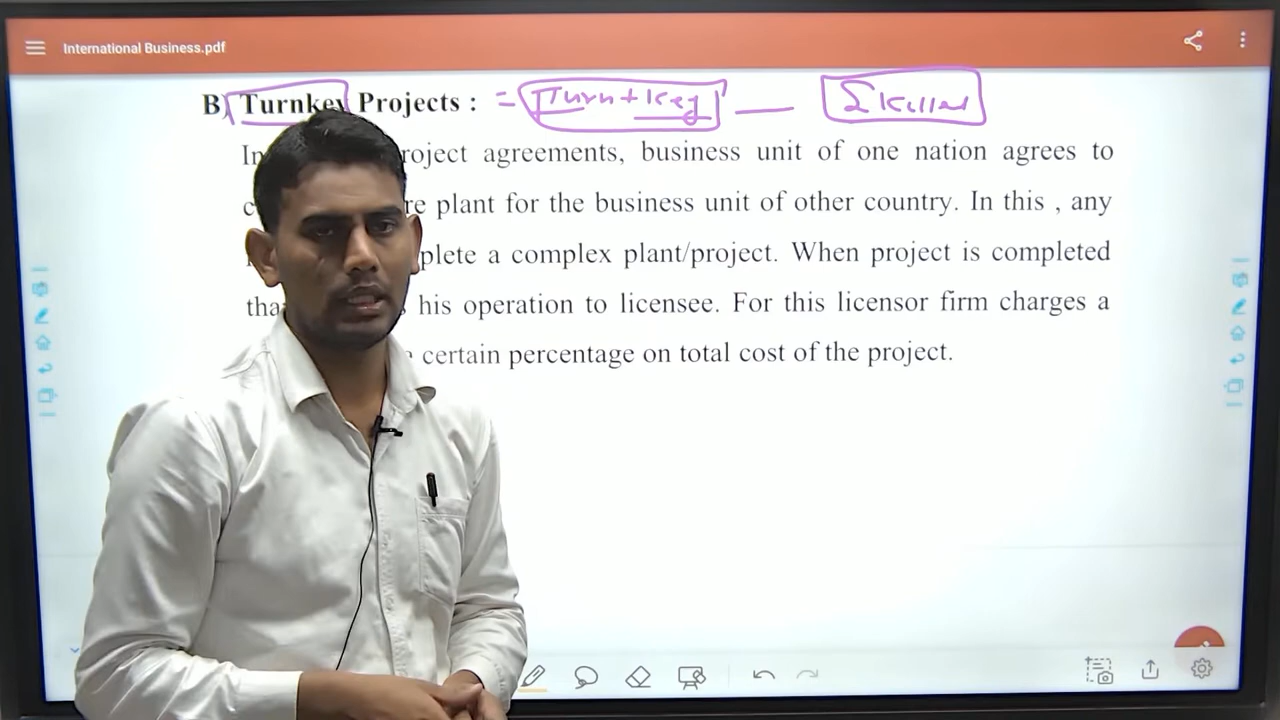 International Business.pdf
B) Turnkey Projects : = Turn + Key — Skilled
In roject agreements, business unit of one nation agrees to
c re plant for the business unit of other country. In this , any
plete a complex plant/project. When project is completed
tha his operation to licensee. For this licensor firm charges a
certain percentage on total cost of the project.